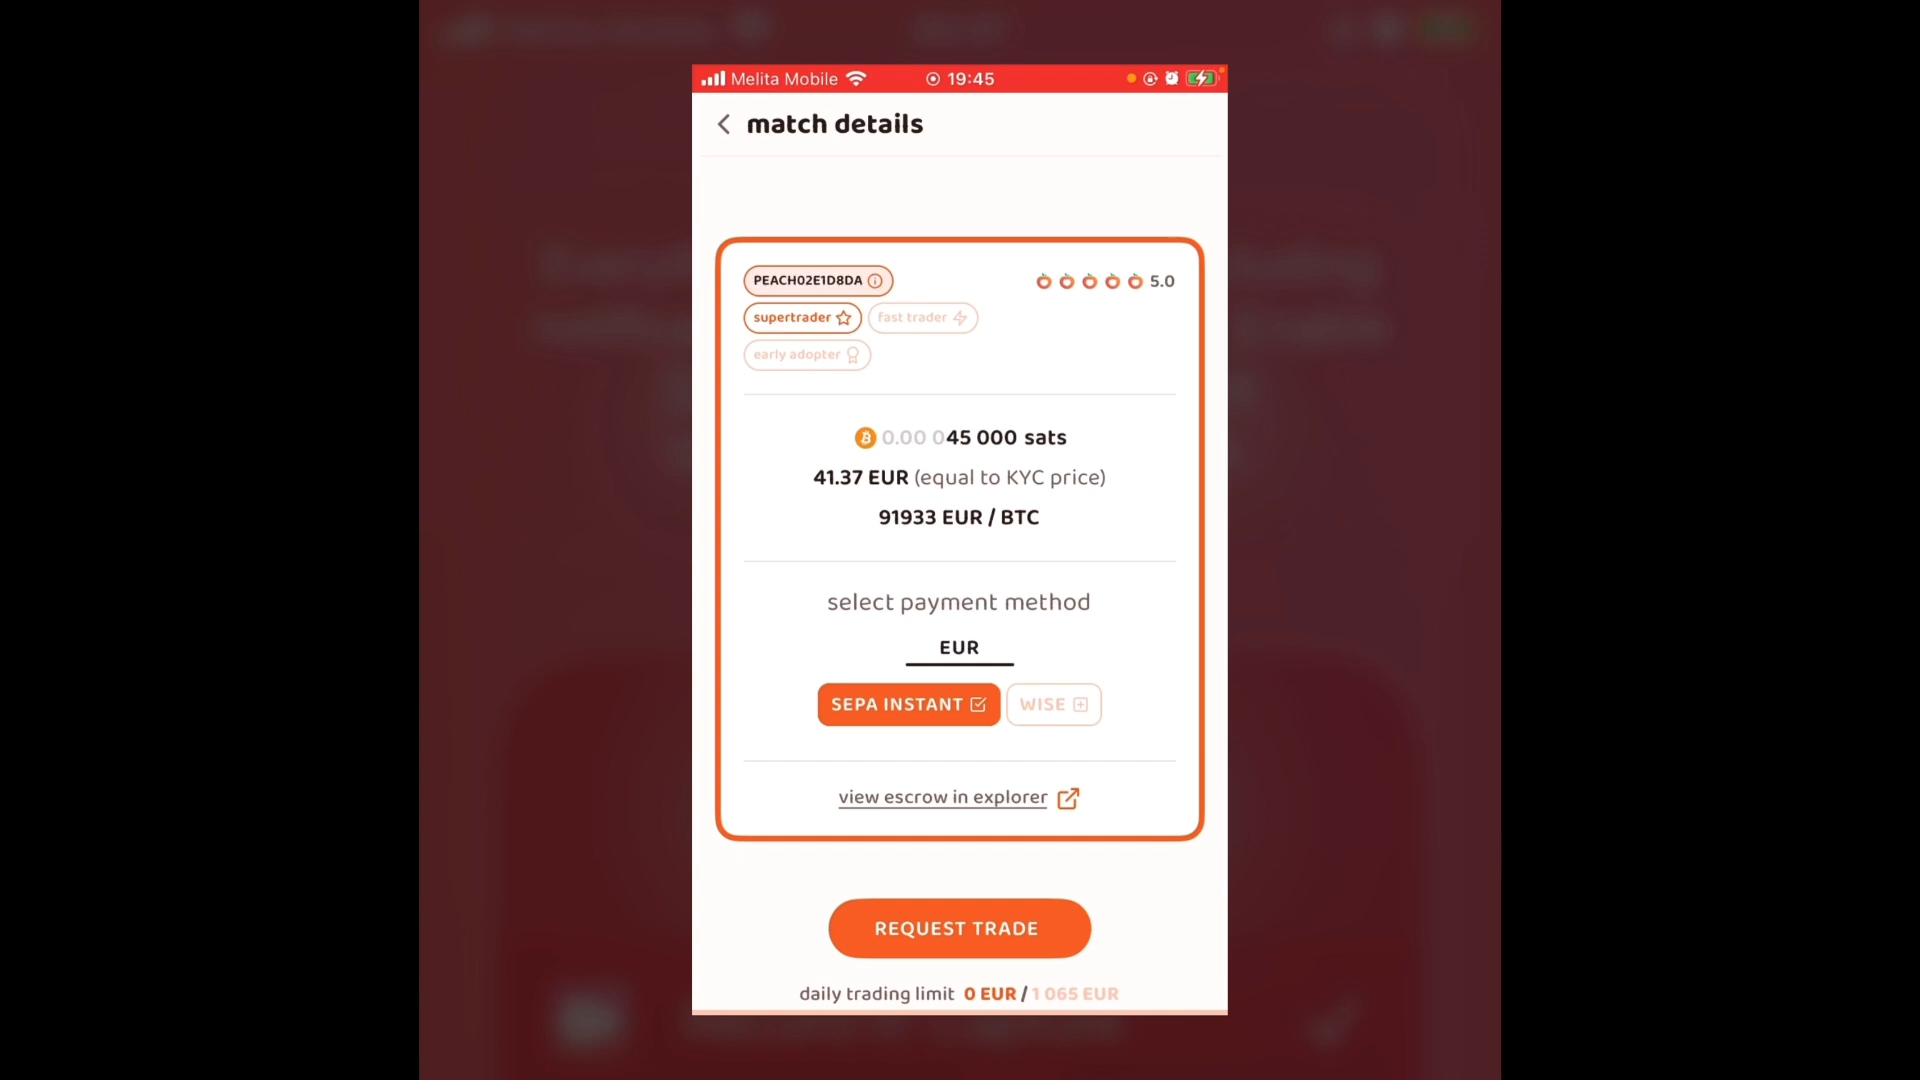 Melita Mobile 19:45
match details
PEACH02E1D8DA 5.0
supertrader fast trader
early adopter
0.00 045 000 sats
41.37 EUR (equal to KYC price)
91933 EUR / BTC
select payment method
EUR
SEPA INSTANT WISE
view escrow in explorer
REQUEST TRADE
daily trading limit 0 EUR / 1 065 EUR